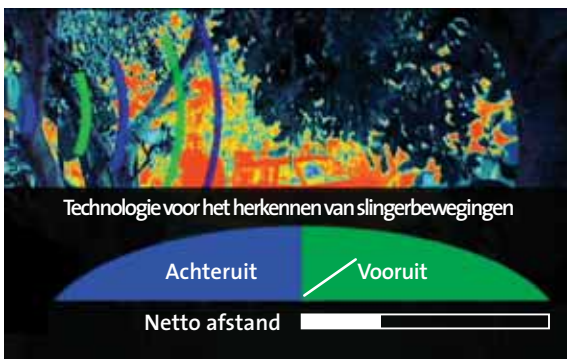 Technologie voor het herkennen van slingerbewegingen
Achteruit Vooruit
Netto afstand